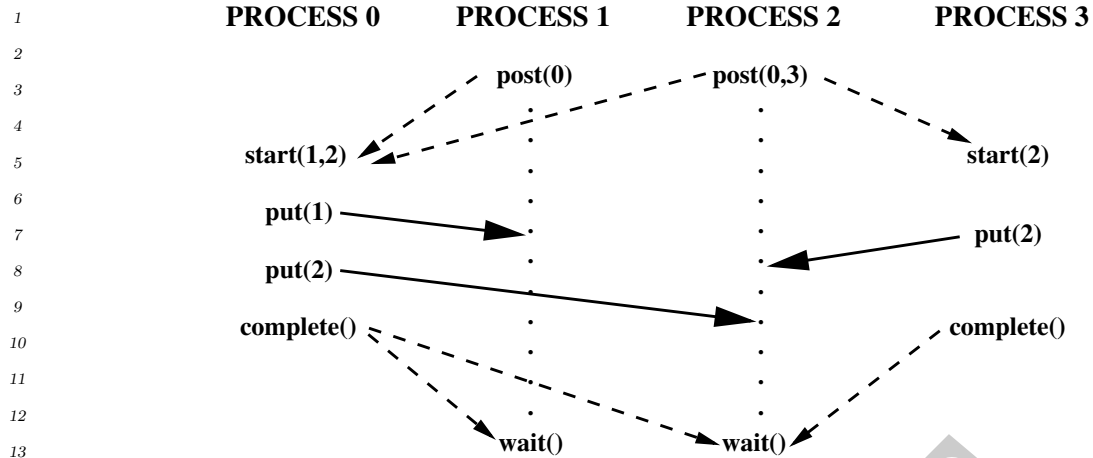 1 PROCESS 0 PROCESS 1 PROCESS 2 PROCESS 3
2
post(0) post(0,3)
3
4
start(1,2) start(2)
5
6
put(1)
7 put(2)
8 put(2)
9
complete() complete()
10
11
12
wait() wait()
13